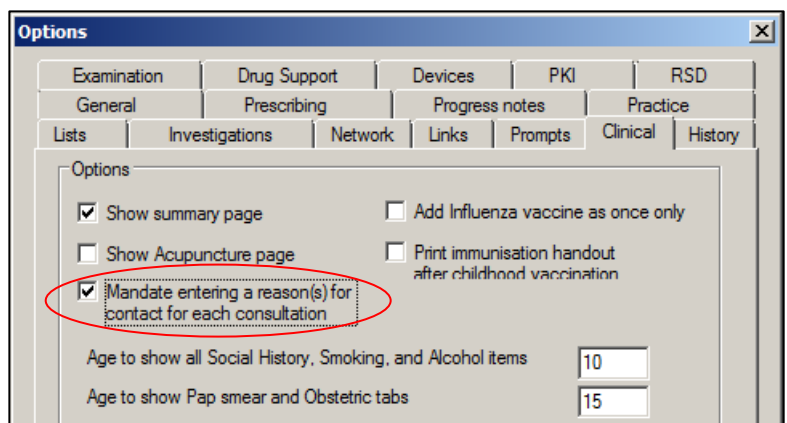 Options
Examination Drug Support Devices PKI RSD
General Prescribing Progress notes Practice
Lists Investigations Network Links Prompts Clinical History
Options
Show summary page
Add Influenza vaccine as once only
Show Acupuncture page
Print immunisation handout
after childhood vaccination
Mandate entering a reason(s) for
contact for each consultation
Age to show all Social History, Smoking, and Alcohol items 10
Age to show Pap smear and Obstetric tabs 15